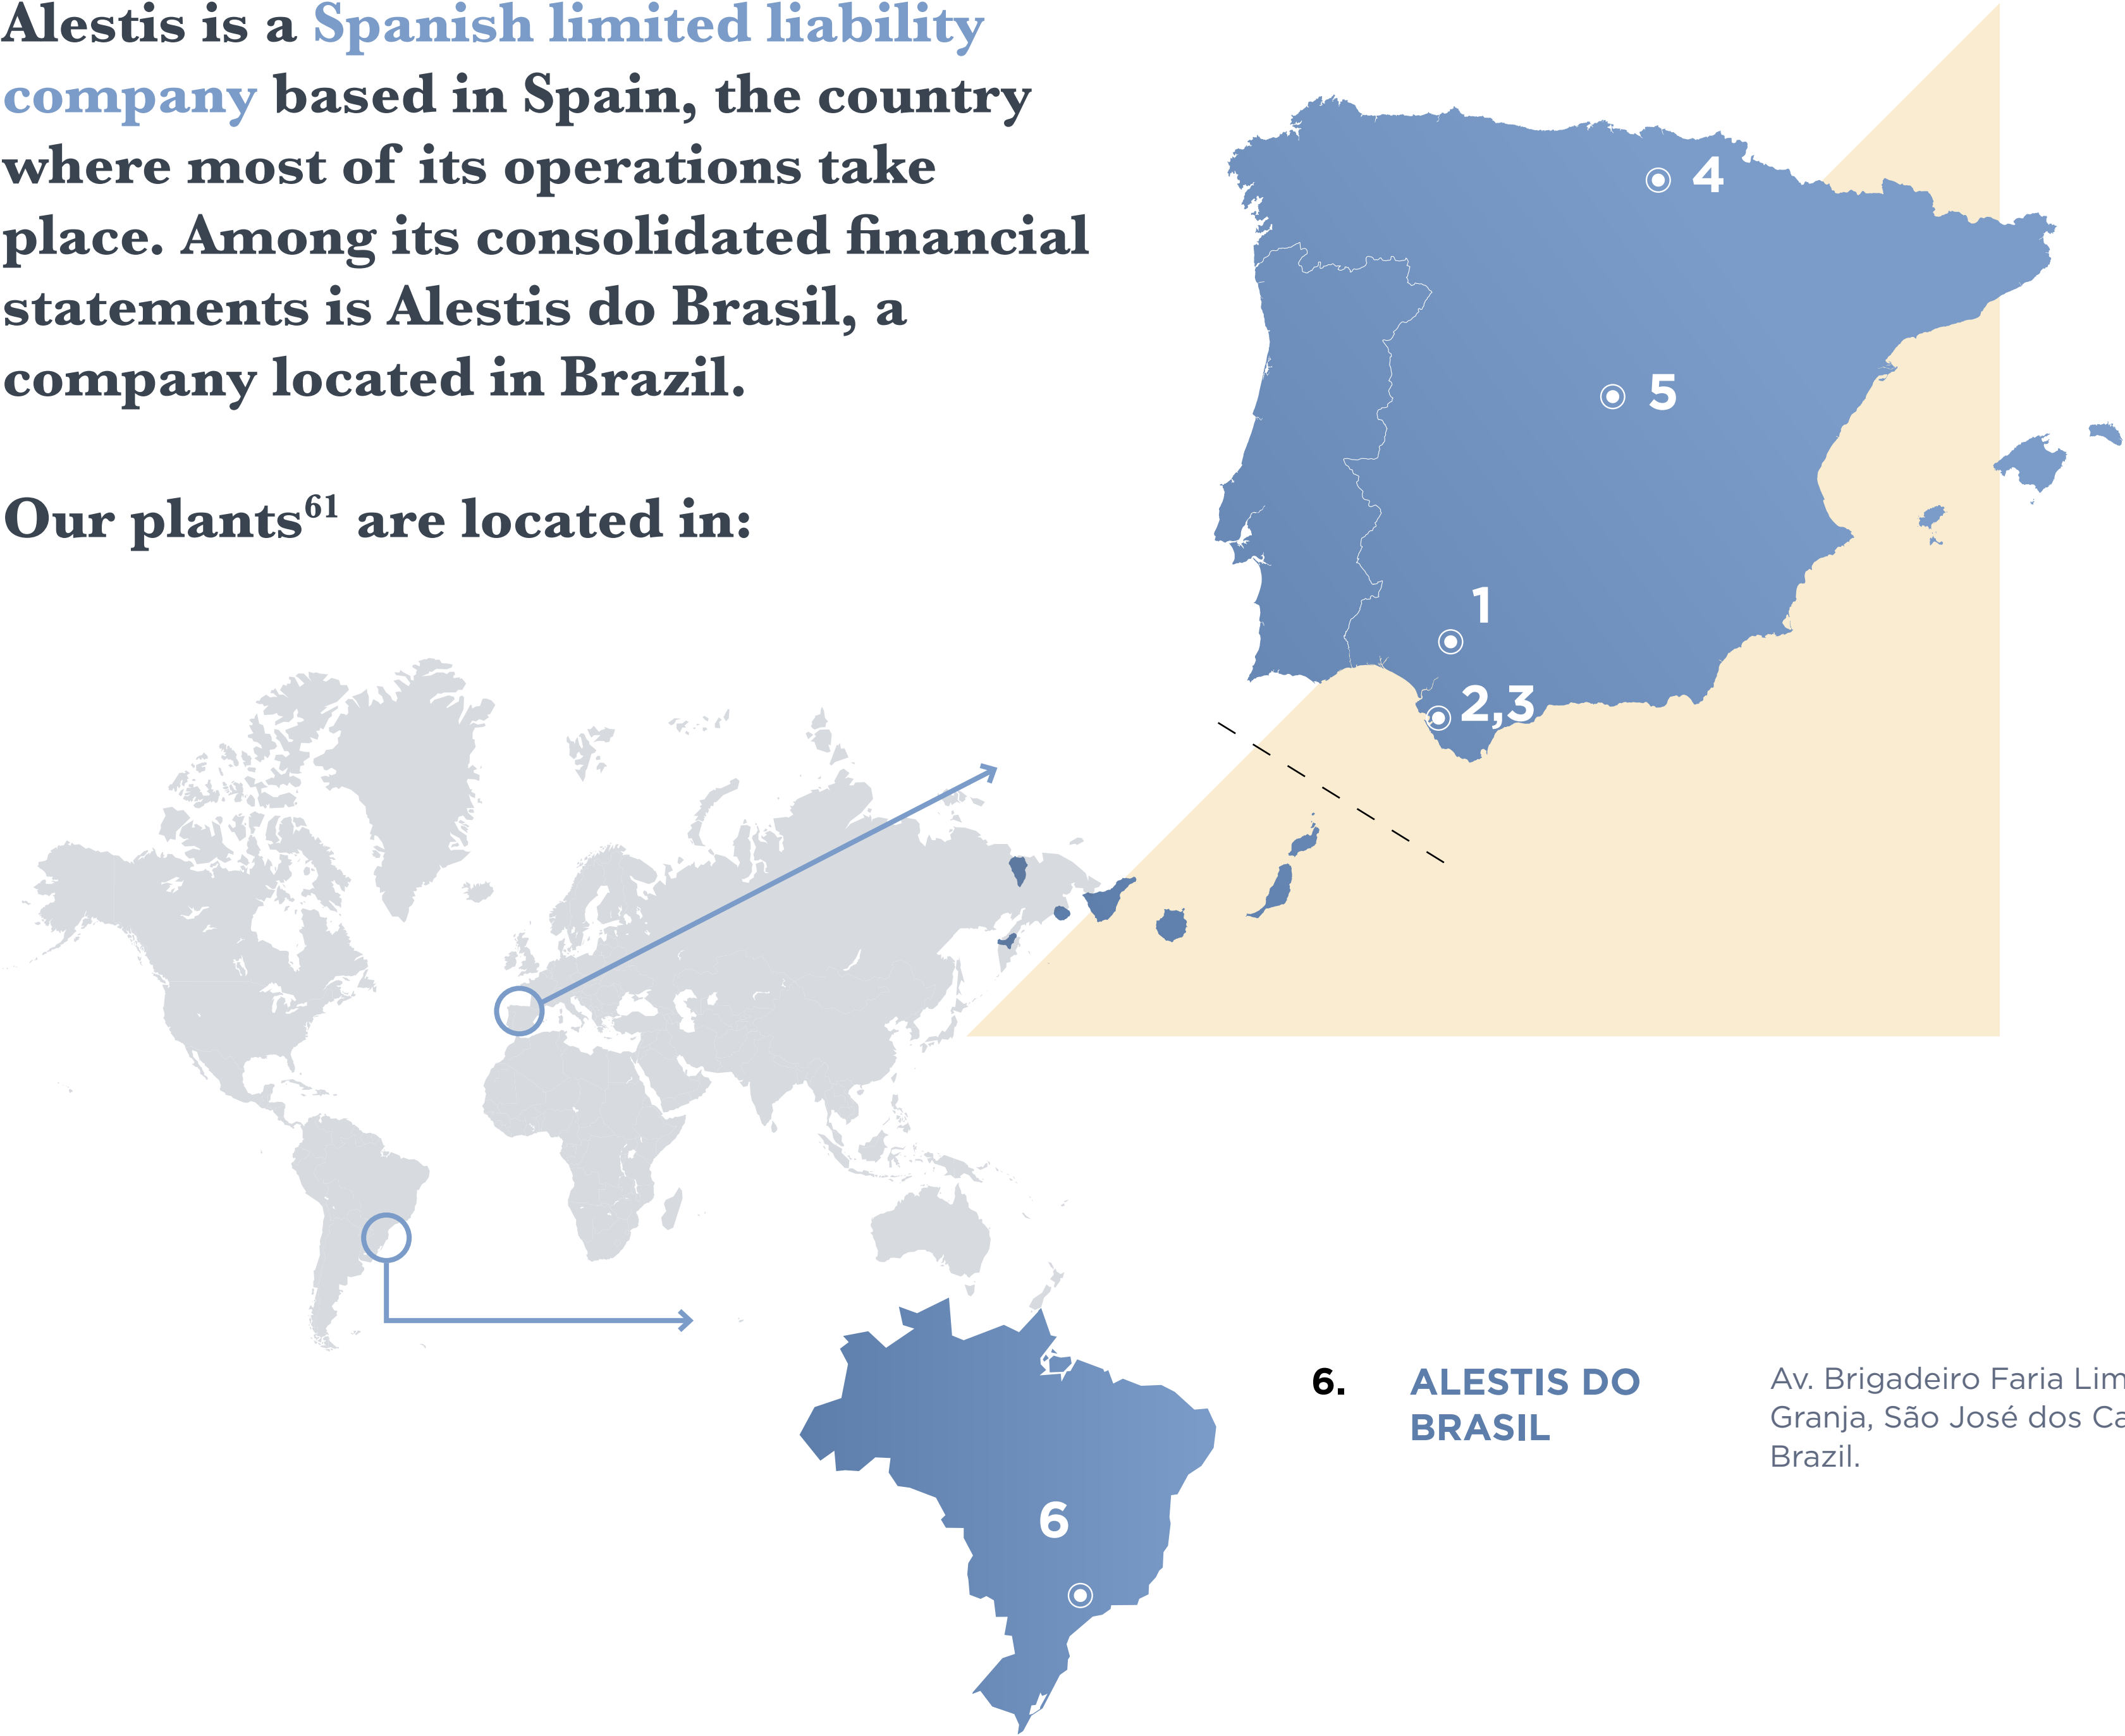 Alestis is a Spanish limited liability
company based in Spain, the country
where most of its operations take
place. Among its consolidated financial
statements is Alestis do Brasil, a
company located in Brazil.
Our plants61 are located in:
4
5
1
2,3
6
6.
ALESTIS DO
BRASIL
Av. Brigadeiro Faria
Granja, São José dos
Brazil.